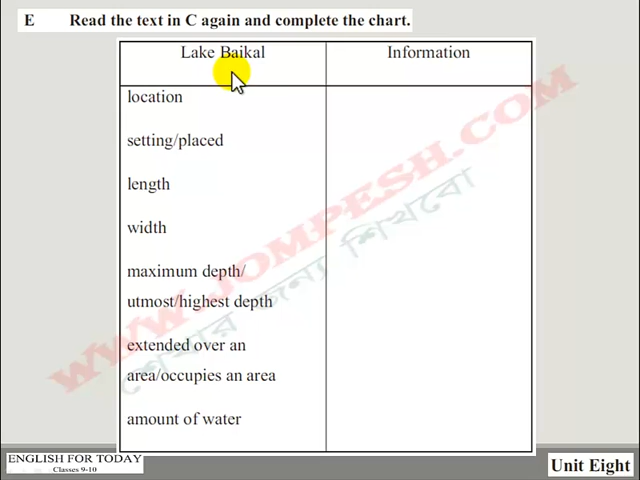 E Read the text in C again and complete the chart.
Lake Baikal Information
location
setting/placed
length
width
maximum depth/
utmost/highest depth
extended over an
area/occupies an area
amount of water
WWW.JOMPESH.COM
শেখার জন্য শিখবো
ENGLISH FOR TODAY
Classes 9-10
Unit Eight